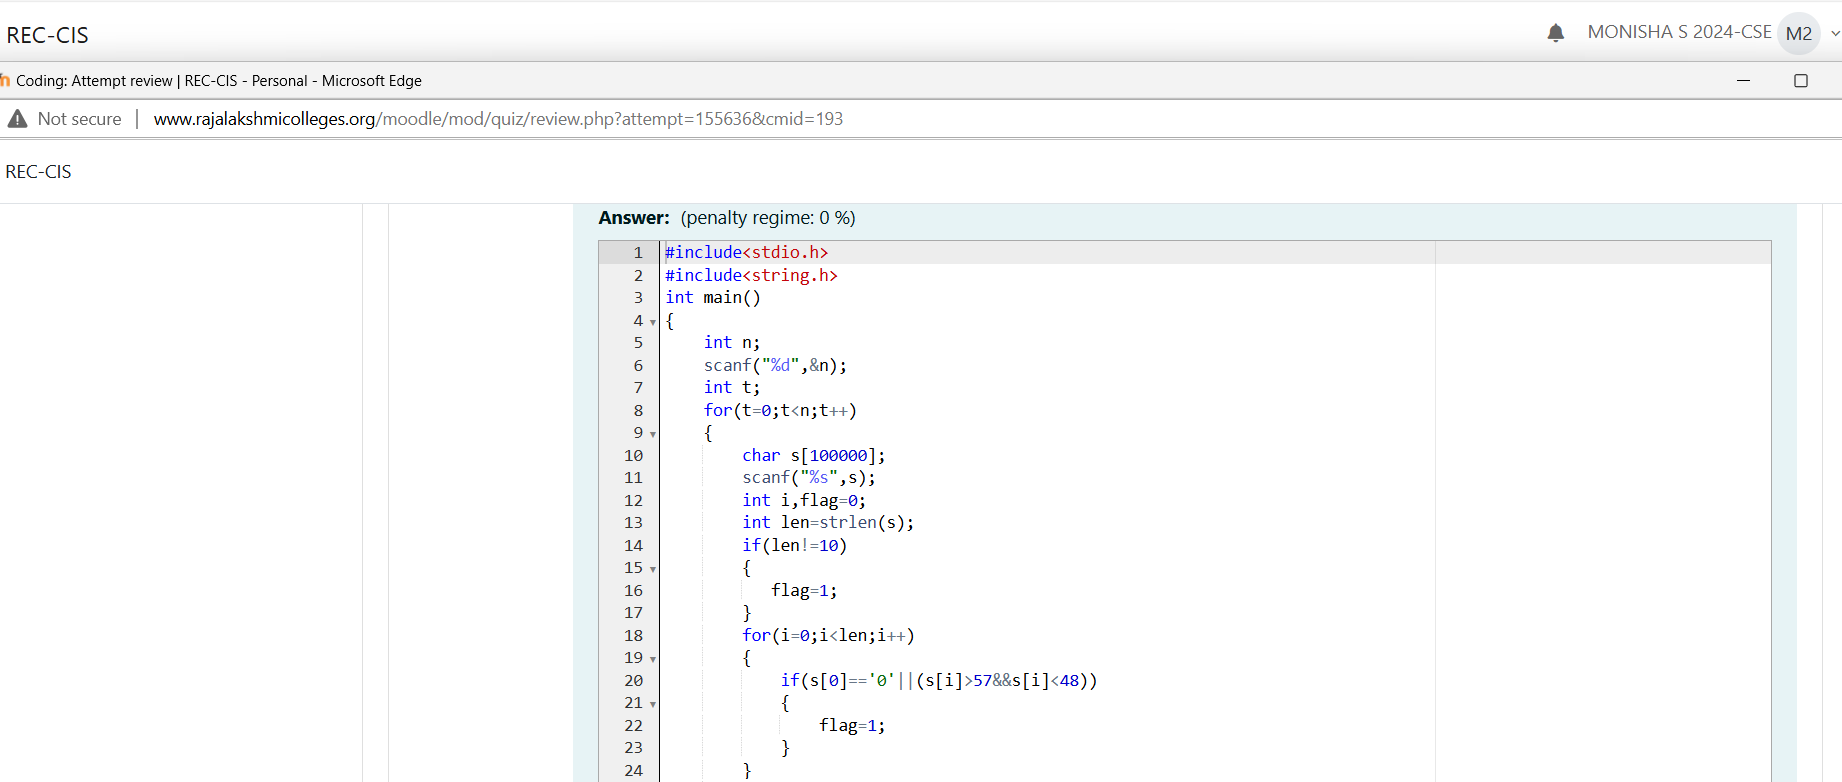 REC-CIS
MONISHA S 2024-CSE M2
Coding: Attempt review | REC-CIS - Personal - Microsoft Edge
Not secure | www.rajalakshmicolleges.org/moodle/mod/quiz/review.php?attempt=155636&cmid=193
REC-CIS
Answer: (penalty regime: 0 %)
1 #include<stdio.h>
2 #include<string.h>
3 int main()
4 {
5 int n;
6 scanf("%d",&n);
7 int t;
8 for(t=0;t<n;t++)
9 {
10 char s[100000];
11 scanf("%s",s);
12 int i,flag=0;
13 int len=strlen(s);
14 if(len!=10)
15 {
16 flag=1;
17 }
18 for(i=0;i<len;i++)
19 {
20 if(s[0]=='0'||(s[i]>57&&s[i]<48))
21 {
22 flag=1;
23 }
24 }